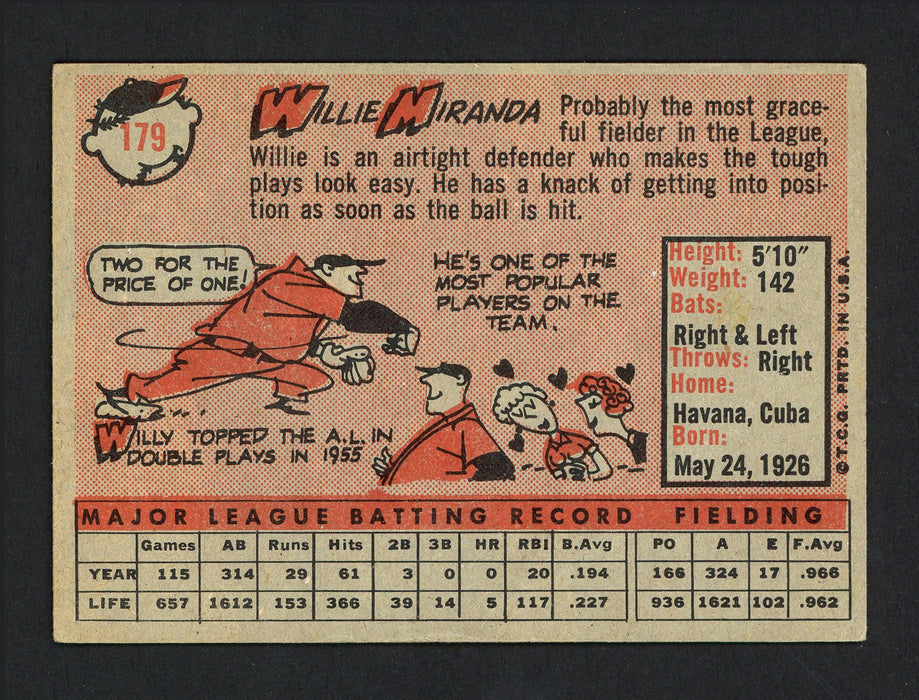 179
WILLIE MIRANDA
Probably the most grace-
ful fielder in the League,
Willie is an airtight defender who makes the tough
plays look easy. He has a knack of getting into posi-
tion as soon as the ball is hit.
TWO FOR THE
PRICE OF ONE!
HE'S ONE OF THE
MOST POPULAR
PLAYERS ON THE
TEAM.
WILLY TOPPED THE A.L. IN
DOUBLE PLAYS IN 1955
Height: 5'10"
Weight: 142
Bats:
Right & Left
Throws: Right
Home:
Havana, Cuba
Born:
May 24, 1926
© T.C.G. PRTD. IN U.S.A.
MAJOR LEAGUE BATTING RECORD FIELDING
Games AB Runs Hits 2B 3B HR RBI B.Avg PO A E F.Avg
YEAR 115 314 29 61 3 0 0 20 .194 166 324 17 .966
LIFE 657 1612 153 366 39 14 5 117 .227 936 1621 102 .962